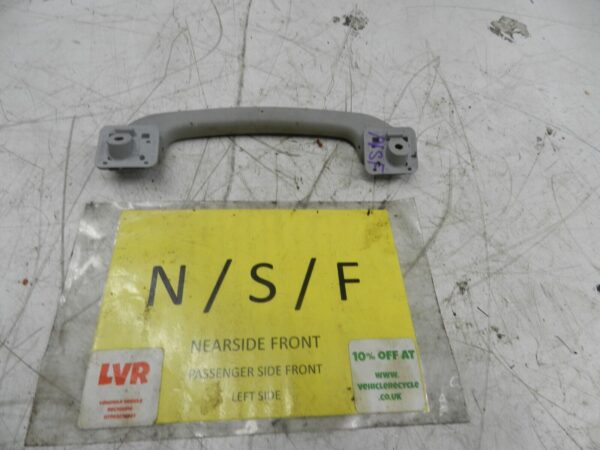 NSF
N/S/F
NEARSIDE FRONT
PASSENGER SIDE FRONT
LEFT SIDE
LVR
10% OFF AT
WWW.
VEHICLERECYCLE
.CO.UK